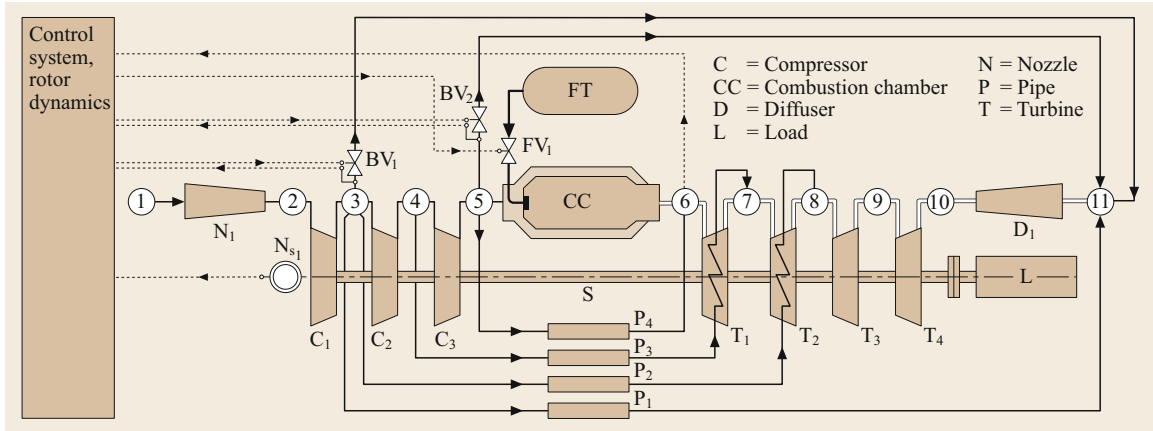 Control
system,
rotor
dynamics
BV₁
BV₂
FT
FV₁
CC
C = Compressor
CC = Combustion chamber
D = Diffuser
L = Load
N = Nozzle
P = Pipe
T = Turbine
1
2
3
4
5
6
7
8
9
10
11
N₁
D₁
Nₛ₁
S
L
C₁
C₂
C₃
T₁
T₂
T₃
T₄
P₄
P₃
P₂
P₁